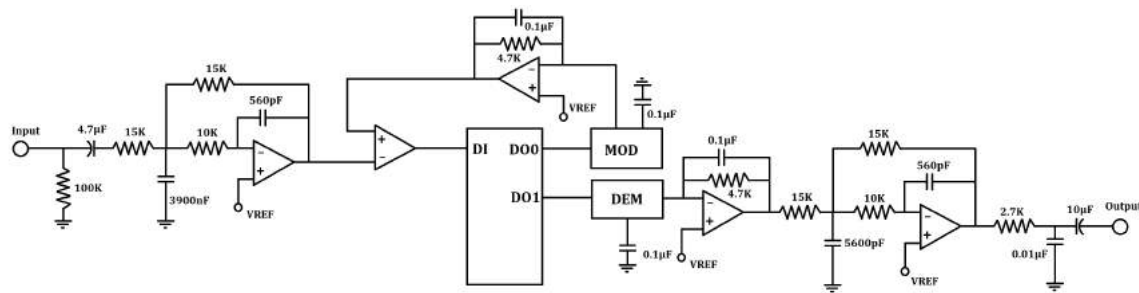 0.1μF
4.7K
−
+
VREF
15K
560pF
Input
4.7μF
15K
10K
−
+
100K
3900nF
VREF
+
−
DI
DO0
DO1
MOD
0.1μF
DEM
0.1μF
0.1μF
4.7K
−
+
VREF
15K
15K
560pF
10K
−
+
5600pF
VREF
2.7K
10μF
Output
0.01μF